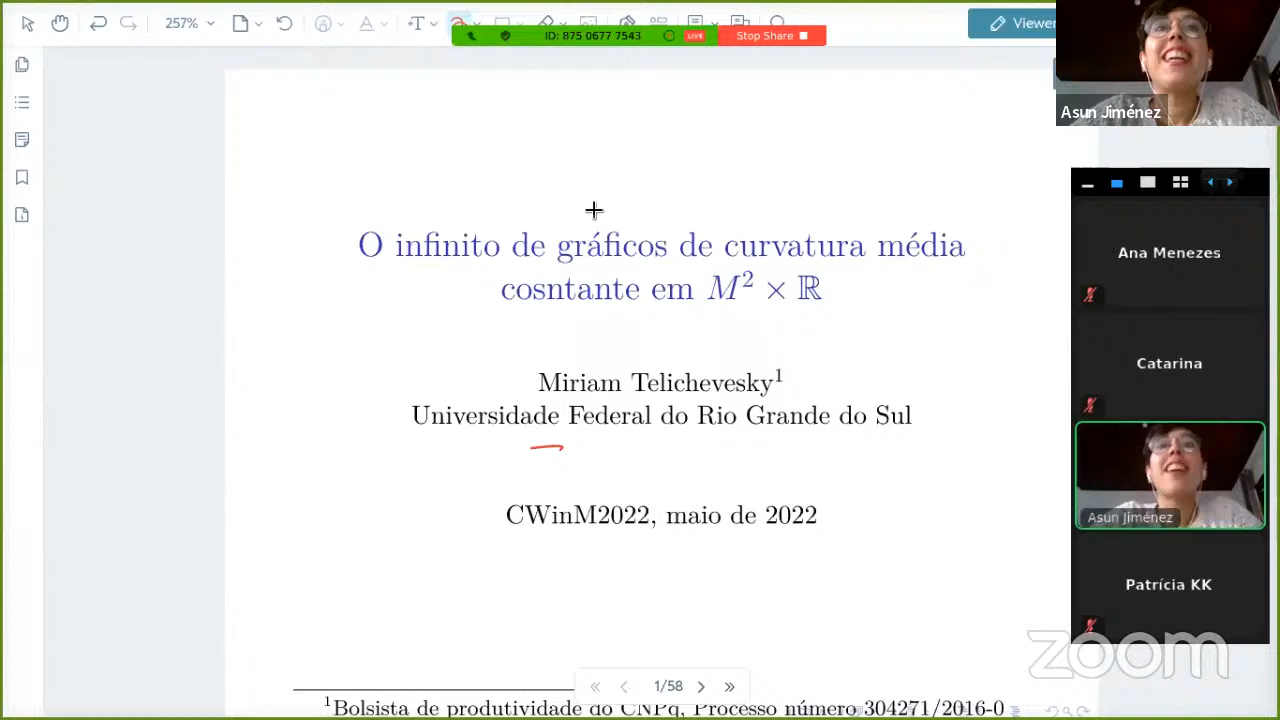 257%
ID: 875 0677 7543
LIVE
Stop Share
Viewer
Asun Jiménez
O infinito de gráficos de curvatura média
cosntante em M² × ℝ
Miriam Telichevesky¹
Universidade Federal do Rio Grande do Sul
CWinM2022, maio de 2022
Ana Menezes
Catarina
Asun Jiménez
Patrícia KK
zoom
1/58
¹Bolsista de produtividade do CNPq, Processo número 304271/2016-0